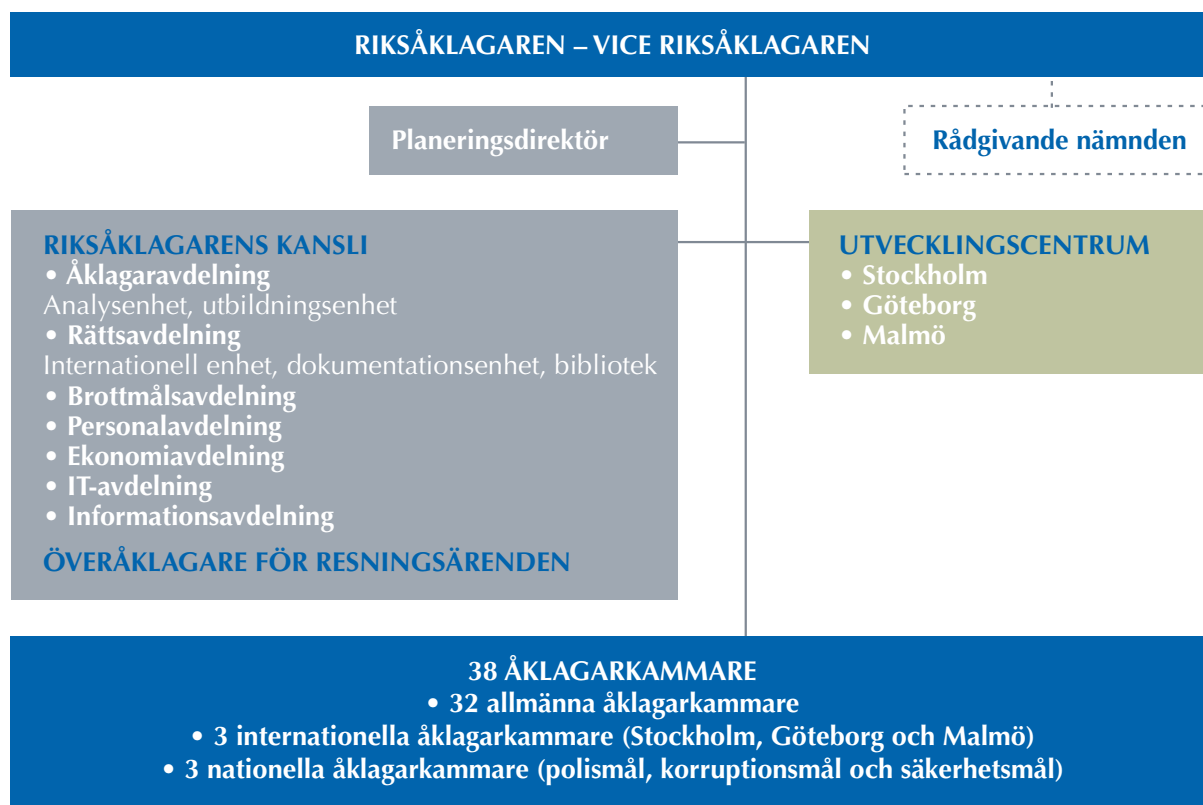 RIKSÅKLAGAREN – VICE RIKSÅKLAGAREN
Planeringsdirektör
Rådgivande nämnden
RIKSÅKLAGARENS KANSLI
• Åklagaravdelning
Analysenhet, utbildningsenhet
• Rättsavdelning
Internationell enhet, dokumentationsenhet, bibliotek
• Brottmålsavdelning
• Personalavdelning
• Ekonomiavdelning
• IT-avdelning
• Informationsavdelning
ÖVERÅKLAGARE FÖR RESNINGSÄRENDEN
UTVECKLINGSCENTRUM
• Stockholm
• Göteborg
• Malmö
38 ÅKLAGARKAMMARE
• 32 allmänna åklagarkammare
• 3 internationella åklagarkammare (Stockholm, Göteborg och Malmö)
• 3 nationella åklagarkammare (polismål, korruptionsmål och säkerhetsmål)